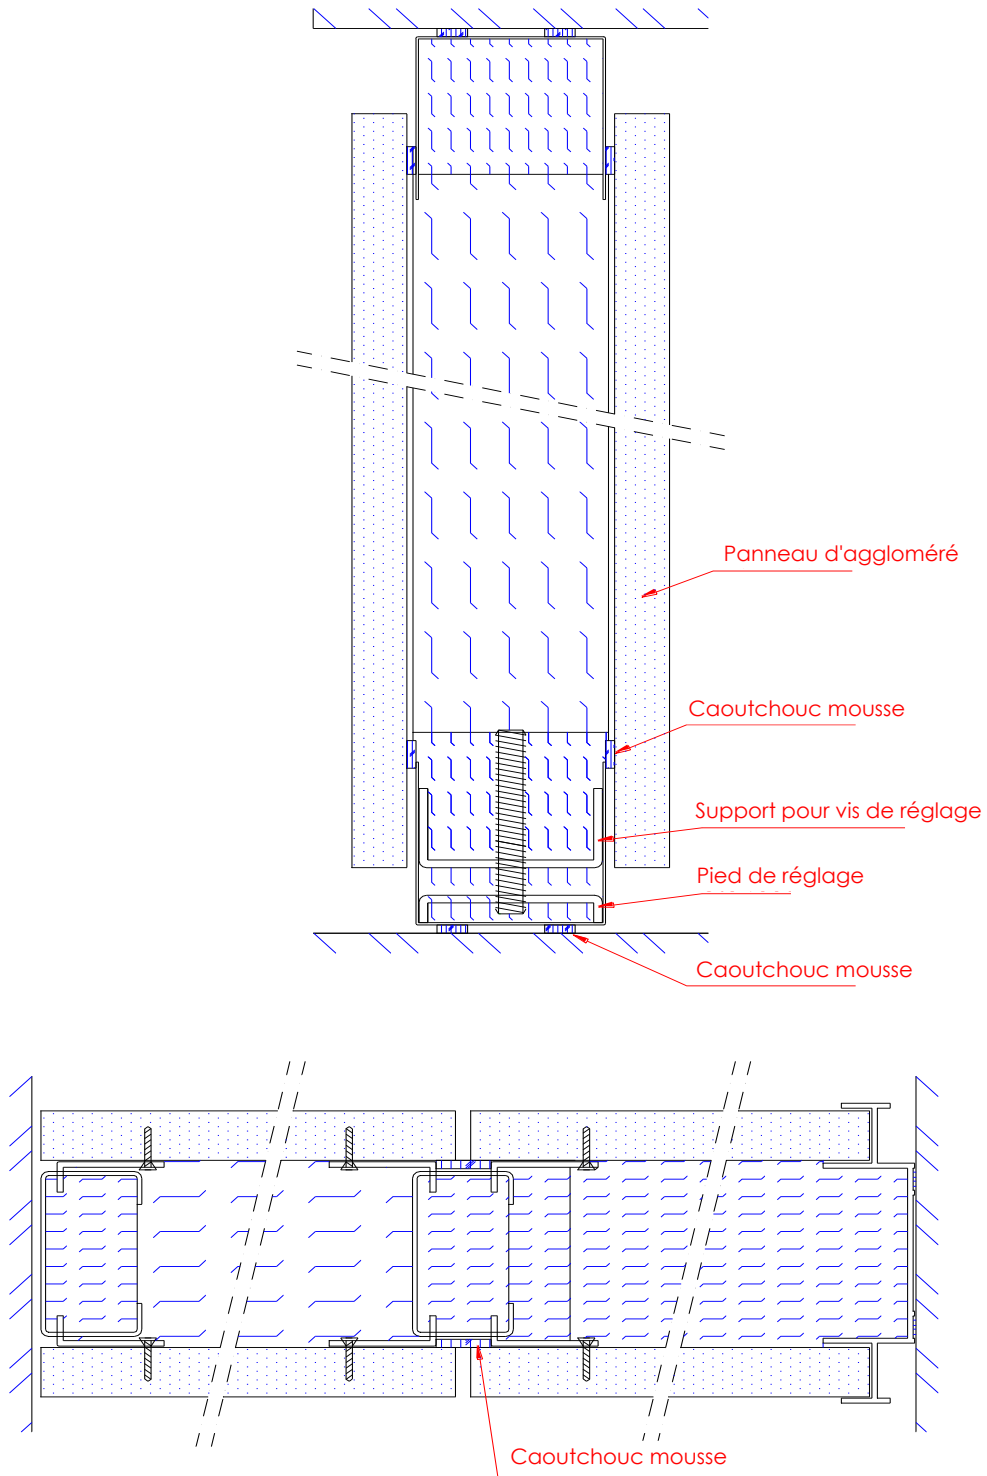 Panneau d'aggloméré
Caoutchouc mousse
Support pour vis de réglage
Pied de réglage
Caoutchouc mousse
Caoutchouc mousse